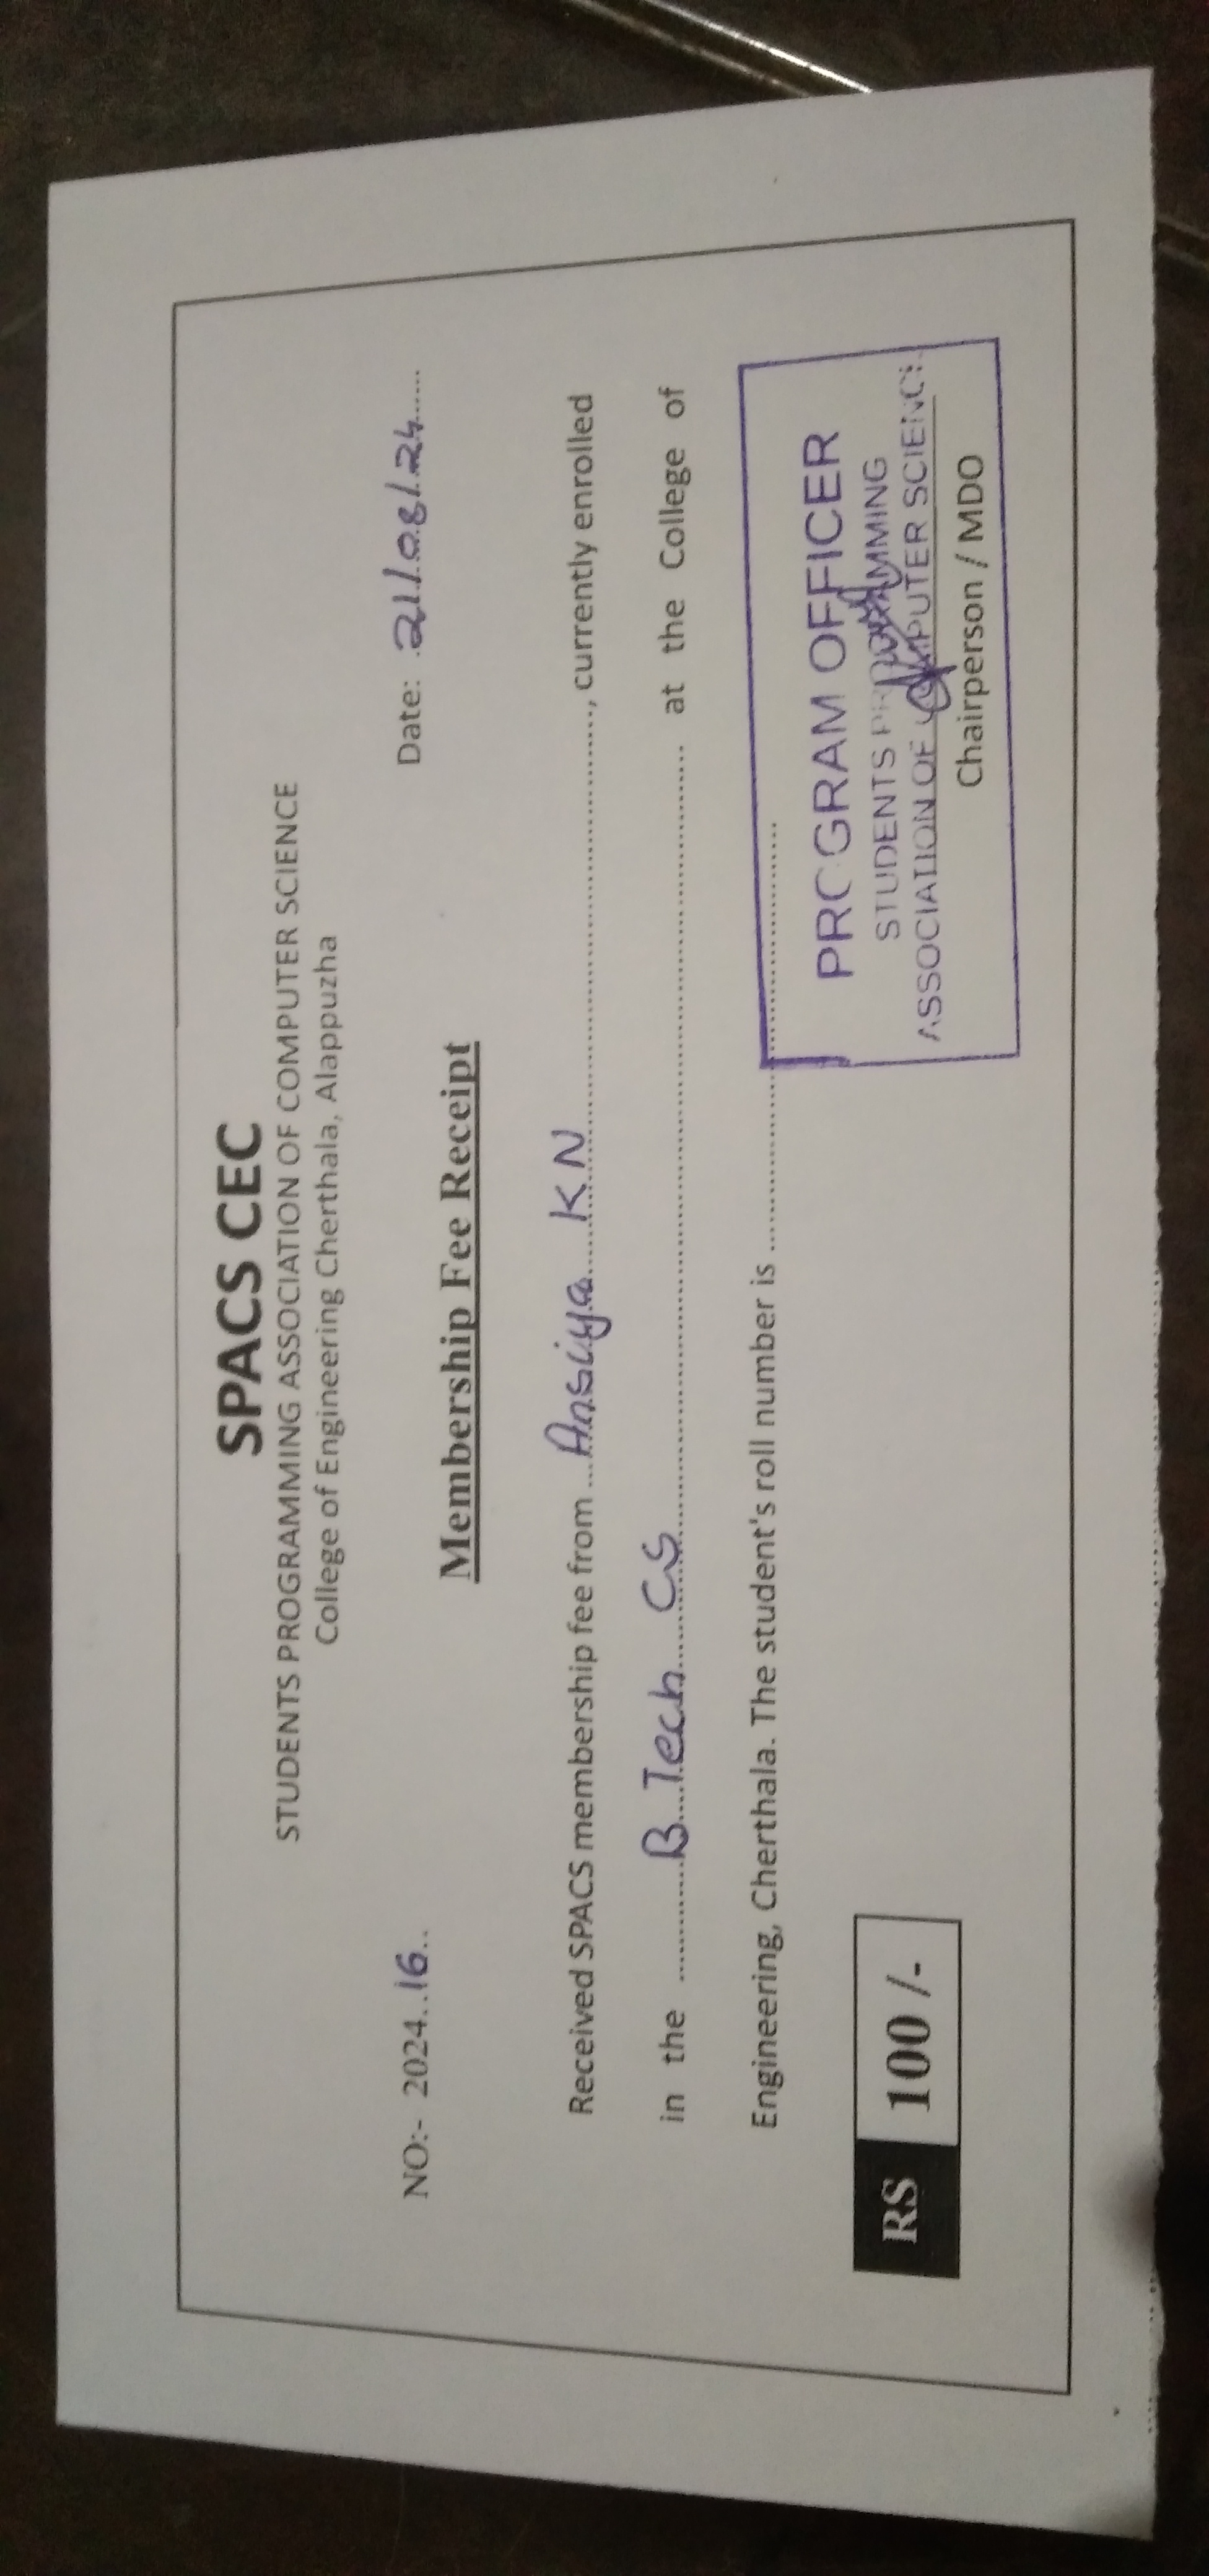 SPACS CEC
STUDENTS PROGRAMMING ASSOCIATION OF COMPUTER SCIENCE
College of Engineering Cherthala, Alappuzha
NO:- 2024..16.. Date: 21/08/24......
Membership Fee Receipt
Received SPACS membership fee from ...Ansiya K N..........................., currently enrolled
in the ............B Tech CS........................................... at the College of
Engineering, Cherthala. The student's roll number is ............................................
PROGRAM OFFICER
STUDENTS PROGRAMMING
ASSOCIATION OF COMPUTER SCIENCE
Chairperson / MDO
RS 100 /-